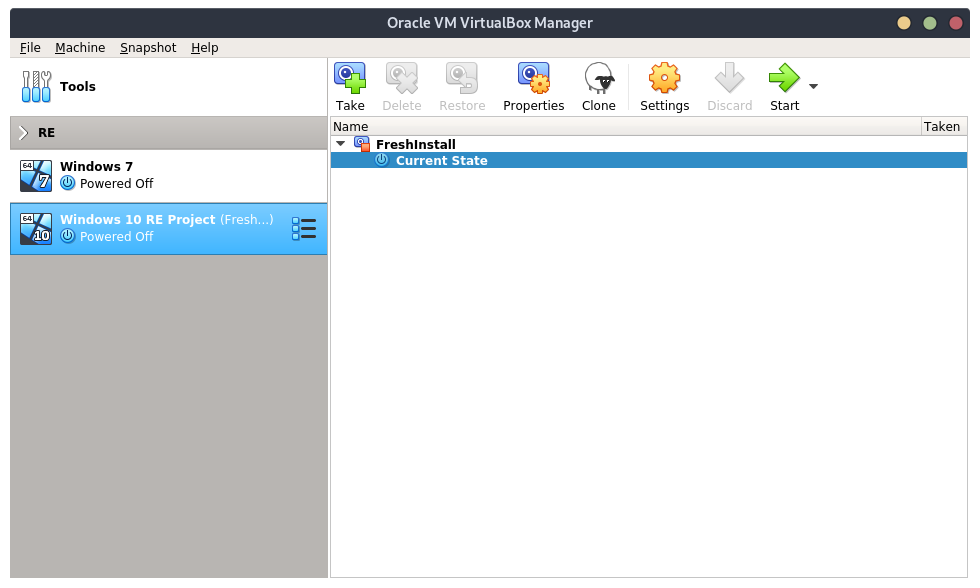 Oracle VM VirtualBox Manager
File Machine Snapshot Help
Tools
Take Delete Restore Properties Clone Settings Discard Start
RE
Name Taken
64
7
Windows 7
Powered Off
64
10
Windows 10 RE Project (Fresh...)
Powered Off
FreshInstall
Current State